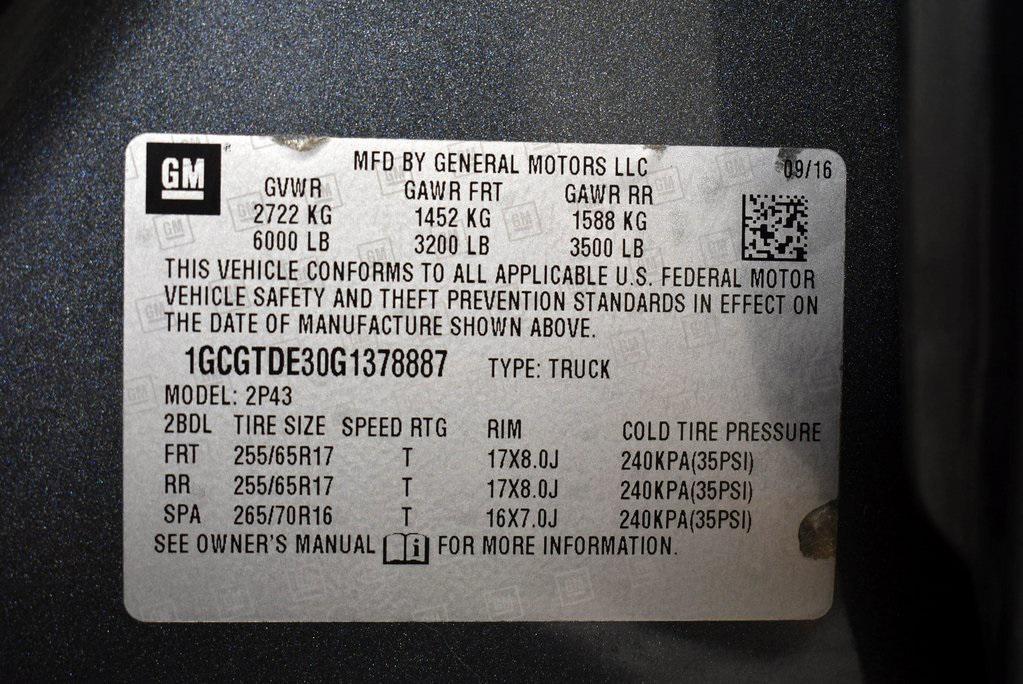 GM
MFD BY GENERAL MOTORS LLC 09/16
GVWR GAWR FRT GAWR RR
2722 KG 1452 KG 1588 KG
6000 LB 3200 LB 3500 LB
THIS VEHICLE CONFORMS TO ALL APPLICABLE U.S. FEDERAL MOTOR
VEHICLE SAFETY AND THEFT PREVENTION STANDARDS IN EFFECT ON
THE DATE OF MANUFACTURE SHOWN ABOVE.
1GCGTDE30G1378887 TYPE: TRUCK
MODEL: 2P43
2BDL TIRE SIZE SPEED RTG RIM COLD TIRE PRESSURE
FRT 255/65R17 T 17X8.0J 240KPA(35PSI)
RR 255/65R17 T 17X8.0J 240KPA(35PSI)
SPA 265/70R16 T 16X7.0J 240KPA(35PSI)
SEE OWNER'S MANUAL i FOR MORE INFORMATION.